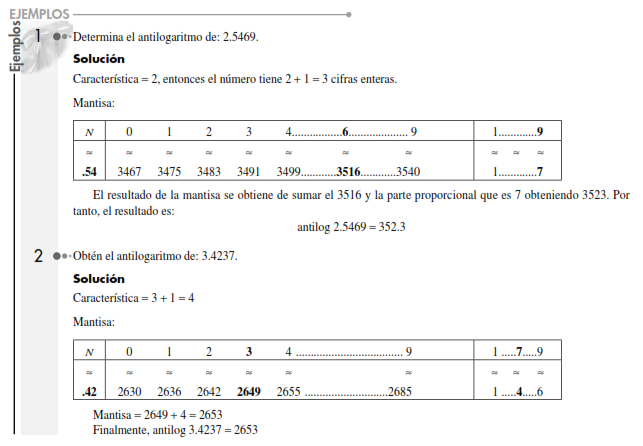 EJEMPLOS
Ejemplos
1 Determina el antilogaritmo de: 2.5469.
Solución
Característica = 2, entonces el número tiene 2 + 1 = 3 cifras enteras.
Mantisa:
N 0 1 2 3 4.................6.................... 9 1.............9
≈ ≈ ≈ ≈ ≈ ≈ ≈ ≈ ≈ ≈ ≈
.54 3467 3475 3483 3491 3499............3516............3540 1.............7
El resultado de la mantisa se obtiene de sumar el 3516 y la parte proporcional que es 7 obteniendo 3523. Por
tanto, el resultado es:
antilog 2.5469 = 352.3
2 Obtén el antilogaritmo de: 3.4237.
Solución
Característica = 3 + 1 = 4
Mantisa:
N 0 1 2 3 4 .................................... 9 1 .....7.....9
≈ ≈ ≈ ≈ ≈ ≈ ≈ ≈ ≈ ≈
.42 2630 2636 2642 2649 2655 ............................2685 1 .....4.....6
Mantisa = 2649 + 4 = 2653
Finalmente, antilog 3.4237 = 2653